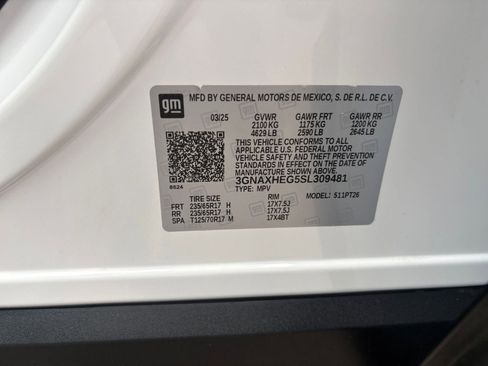 gm
MFD BY GENERAL MOTORS DE MEXICO, S. DE R.L. DE C.V.
03/25 GVWR GAWR FRT GAWR RR
2100 KG 1175 KG 1200 KG
4629 LB 2590 LB 2645 LB
THIS VEHICLE CONFORMS TO ALL
APPLICABLE U.S. FEDERAL MOTOR
VEHICLE SAFETY AND THEFT
PREVENTION STANDARDS IN EFFECT
ON THE DATE OF MANUFACTURE
SHOWN ABOVE.
3GNAXHEG5SL309481
6624 TYPE: MPV MODEL: 511PT26
TIRE SIZE RIM
FRT 235/65R17 H 17X7.5J
RR 235/65R17 H 17X7.5J
SPA T125/70R17 M 17X4BT